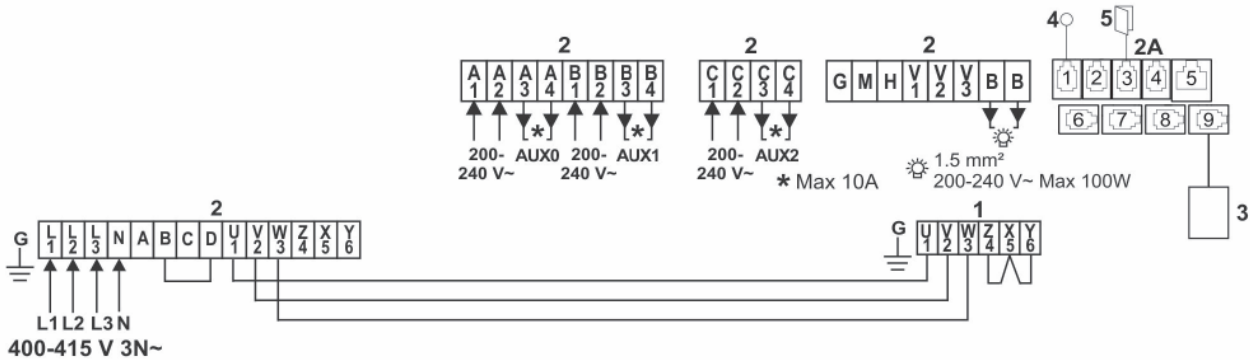 4 5
2 2 2 2A
A1 A2 A3 A4 B1 B2 B3 B4 C1 C2 C3 C4 G M H V1 V2 V3 B B 1 2 3 4 5
6 7 8 9
* * *
200-240 V~ AUX0 200-240 V~ AUX1 200-240 V~ AUX2
* Max 10A
1.5 mm²
200-240 V~ Max 100W
3
2 1
G L1 L2 L3 N A B C D U1 V2 W3 Z4 X5 Y6 G U1 V2 W3 Z4 X5 Y6
L1 L2 L3 N
400-415 V 3N~